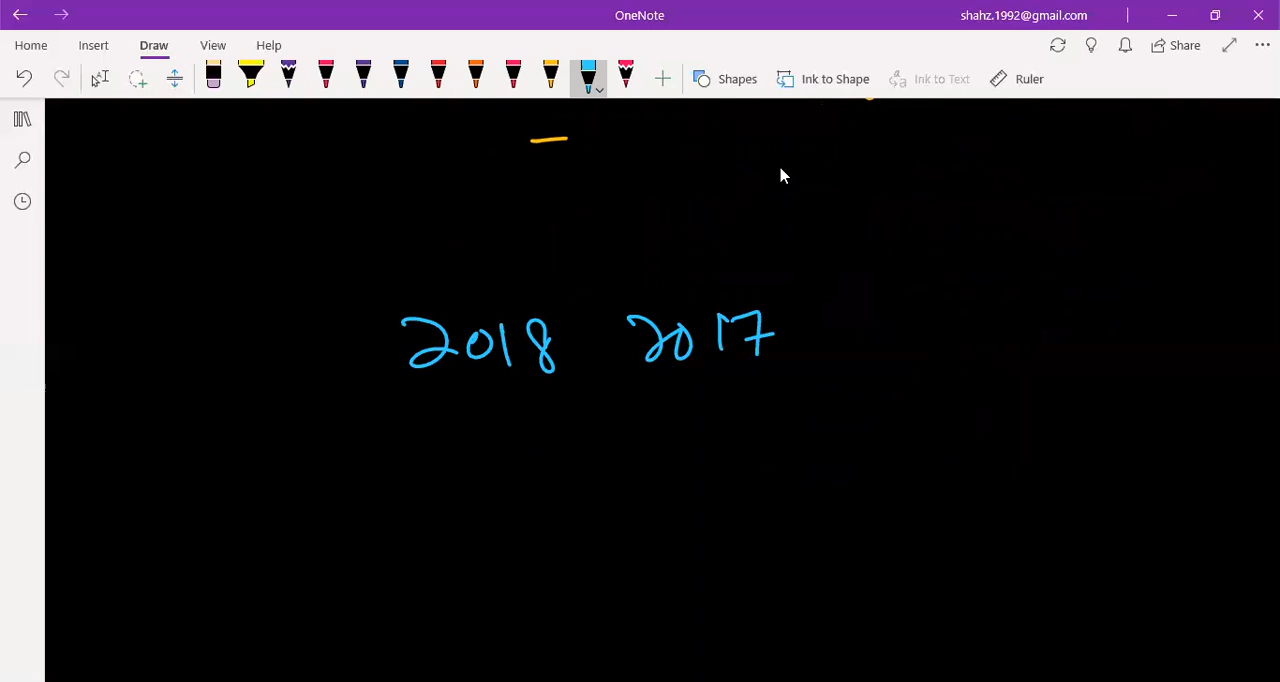 OneNote
shahz.1992@gmail.com
Home Insert Draw View Help
Share
Shapes Ink to Shape Ink to Text Ruler
2018 2017